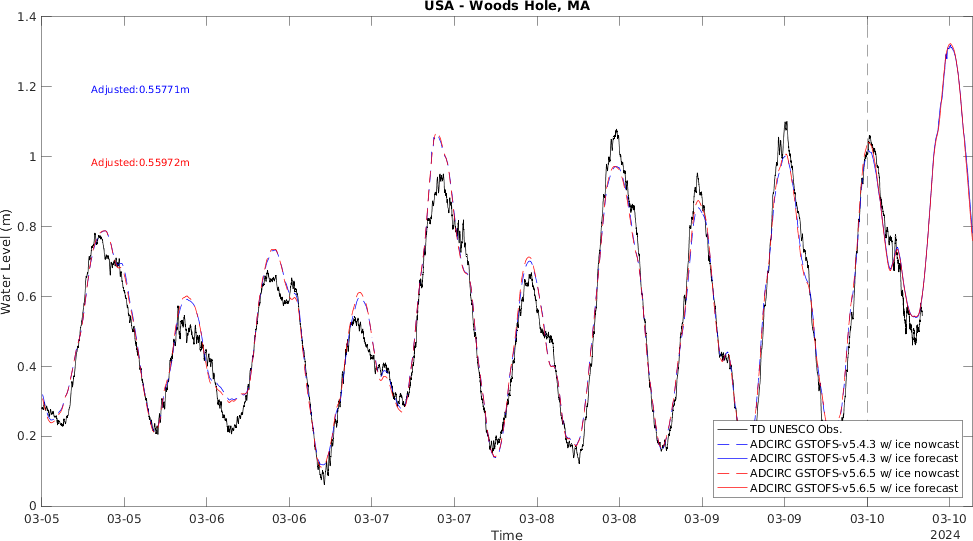 USA - Woods Hole, MA
1.4
1.2
1
0.8
0.6
0.4
0.2
0
Water Level (m)
Adjusted:0.55771m
Adjusted:0.55972m
TD UNESCO Obs.
ADCIRC GSTOFS-v5.4.3 w/ ice nowcast
ADCIRC GSTOFS-v5.4.3 w/ ice forecast
ADCIRC GSTOFS-v5.6.5 w/ ice nowcast
ADCIRC GSTOFS-v5.6.5 w/ ice forecast
03-05 03-05 03-06 03-06 03-07 03-07 03-08 03-08 03-09 03-09 03-10 03-10
2024
Time